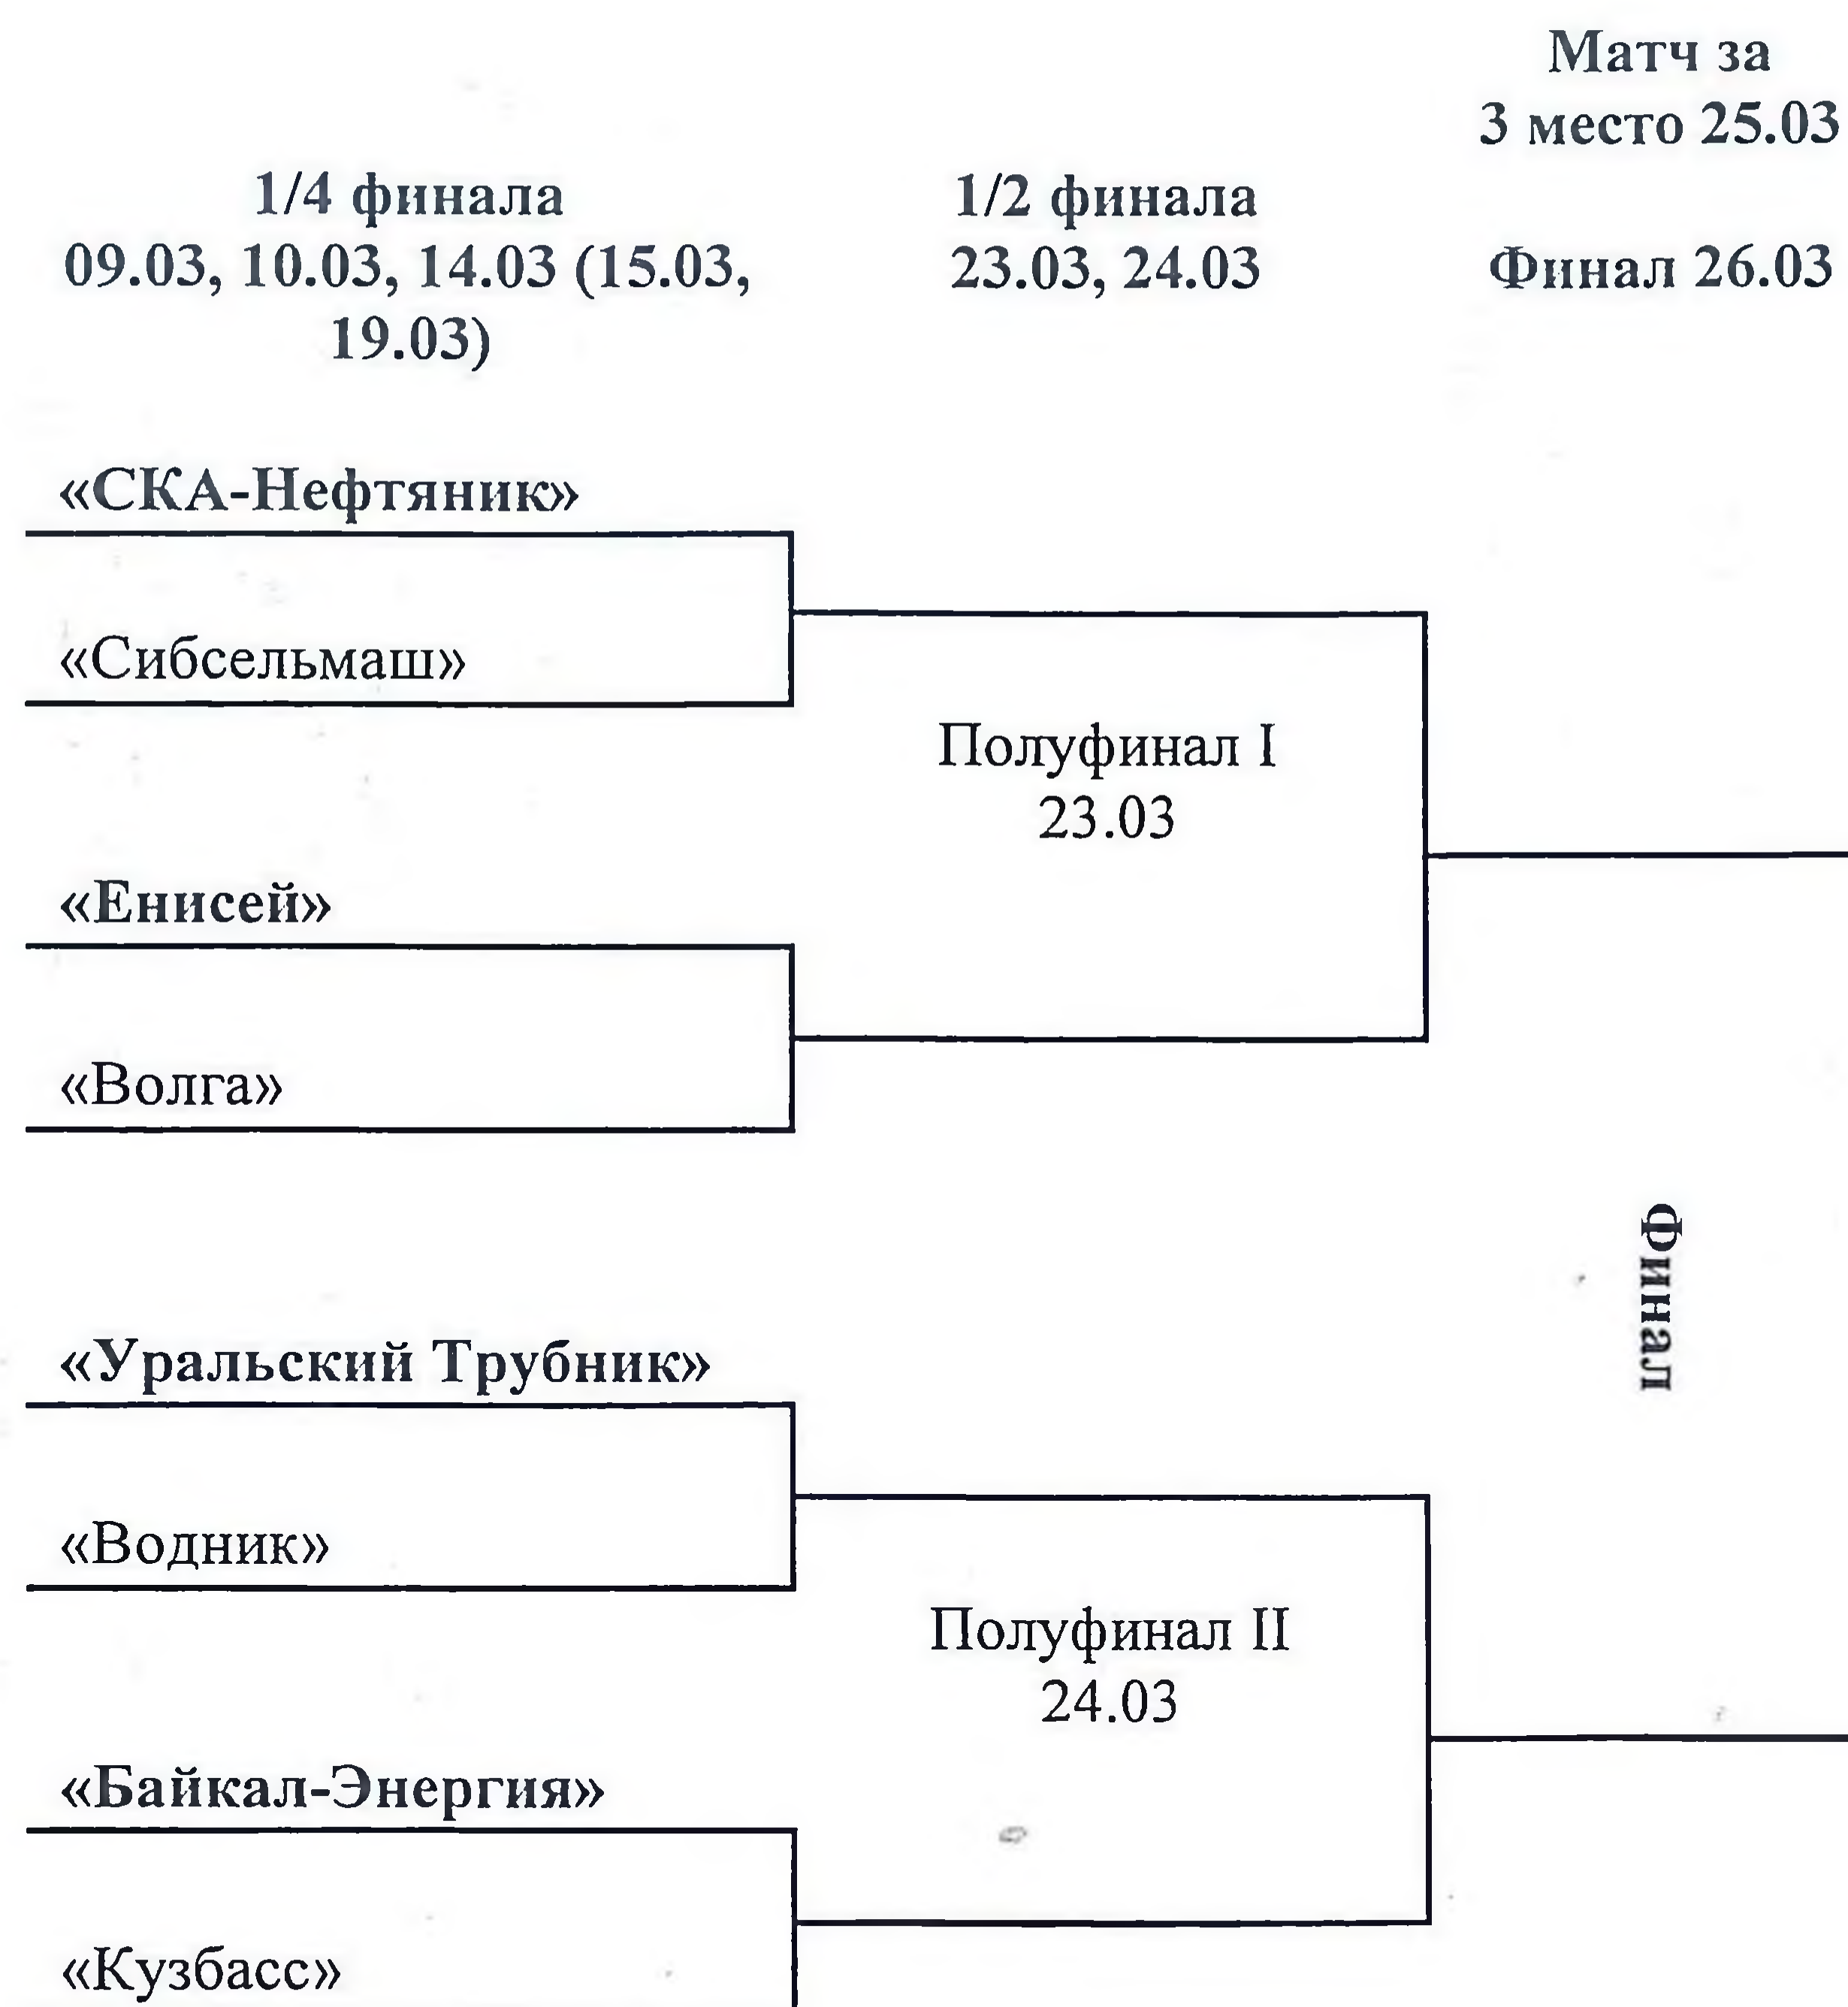 Матч за
3 место 25.03
1/4 финала
09.03, 10.03, 14.03 (15.03,
19.03)
1/2 финала
23.03, 24.03
Финал 26.03
«СКА-Нефтяник»
«Сибсельмаш»
Полуфинал I
23.03
«Енисей»
«Волга»
Финал
«Уральский Трубник»
«Водник»
Полуфинал II
24.03
«Байкал-Энергия»
«Кузбасс»